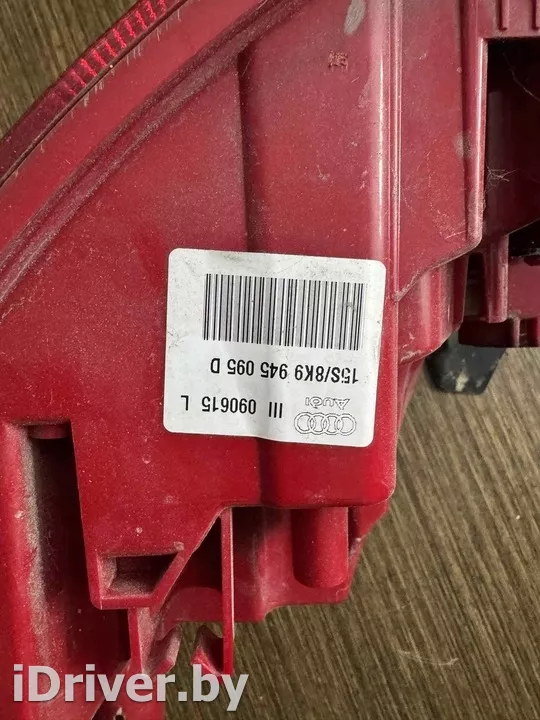 AUDI
III 090615 L
15S/8K9 945 095 D
iDriver.by